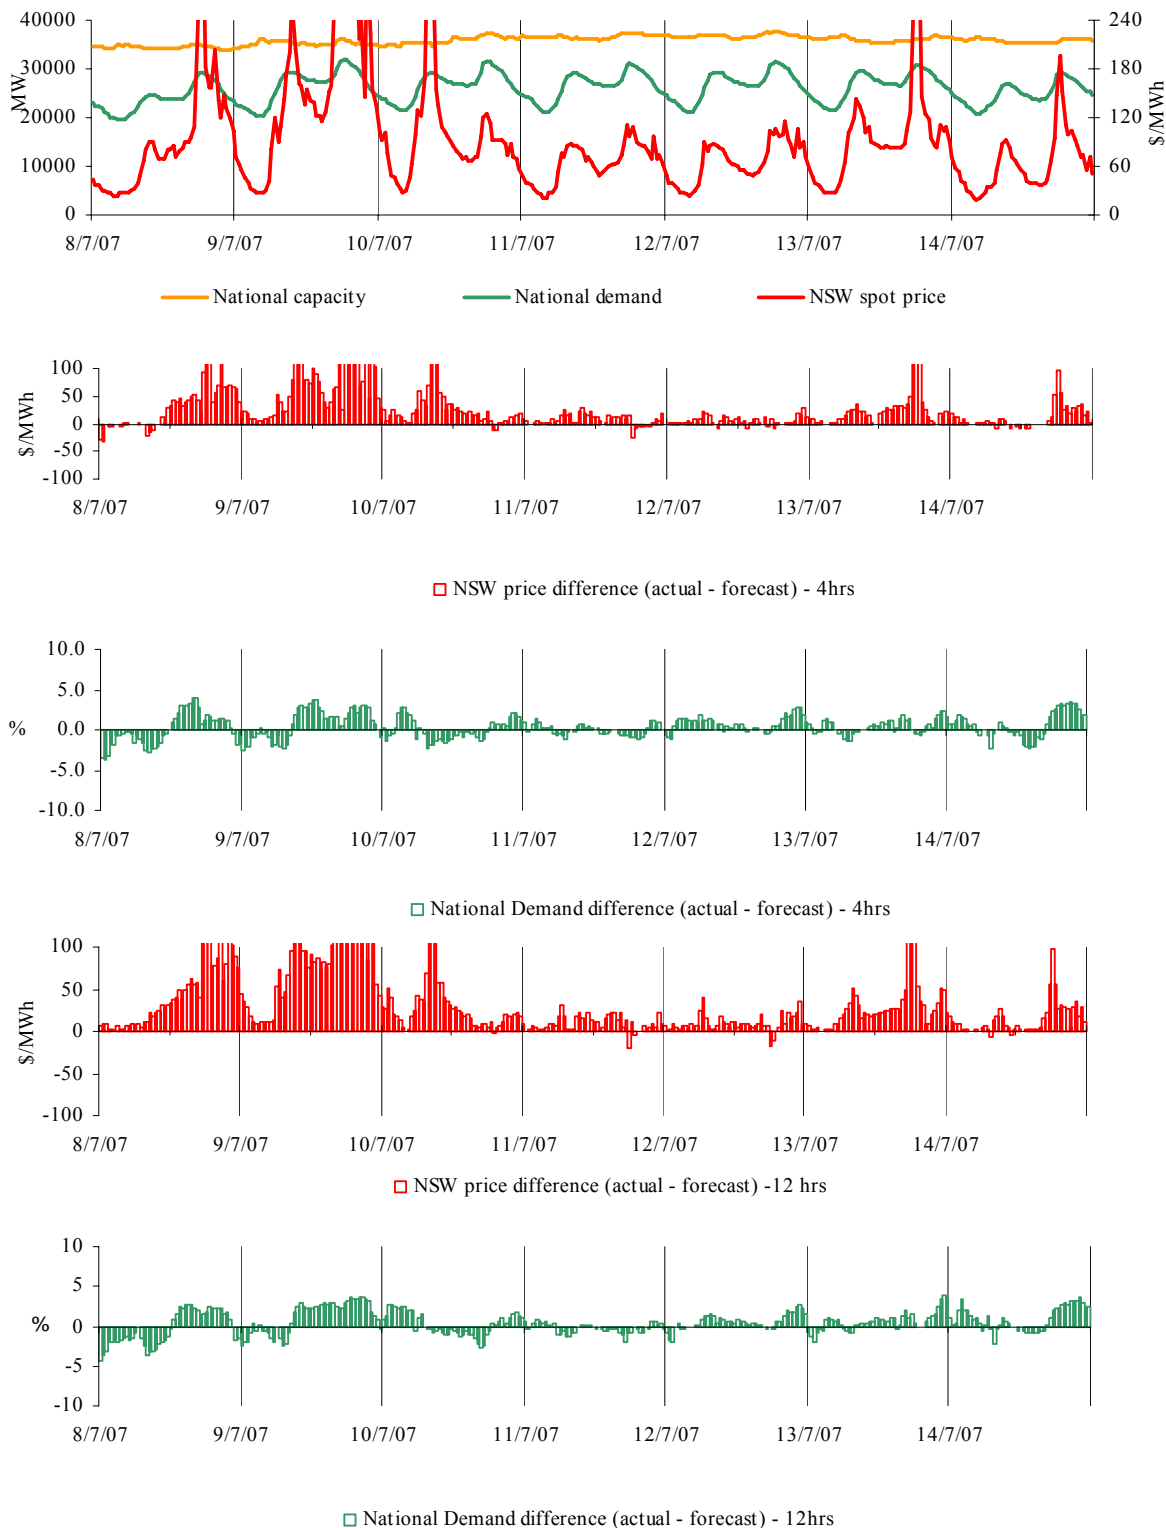 40000
30000
20000
10000
0
MW
240
180
120
60
0
$/MWh
8/7/07 9/7/07 10/7/07 11/7/07 12/7/07 13/7/07 14/7/07
National capacity National demand NSW spot price
100
50
0
-50
-100
$/MWh
8/7/07 9/7/07 10/7/07 11/7/07 12/7/07 13/7/07 14/7/07
NSW price difference (actual - forecast) - 4hrs
10.0
5.0
0.0
-5.0
-10.0
%
8/7/07 9/7/07 10/7/07 11/7/07 12/7/07 13/7/07 14/7/07
National Demand difference (actual - forecast) - 4hrs
100
50
0
-50
-100
$/MWh
8/7/07 9/7/07 10/7/07 11/7/07 12/7/07 13/7/07 14/7/07
NSW price difference (actual - forecast) -12 hrs
10
5
0
-5
-10
%
8/7/07 9/7/07 10/7/07 11/7/07 12/7/07 13/7/07 14/7/07
National Demand difference (actual - forecast) - 12hrs